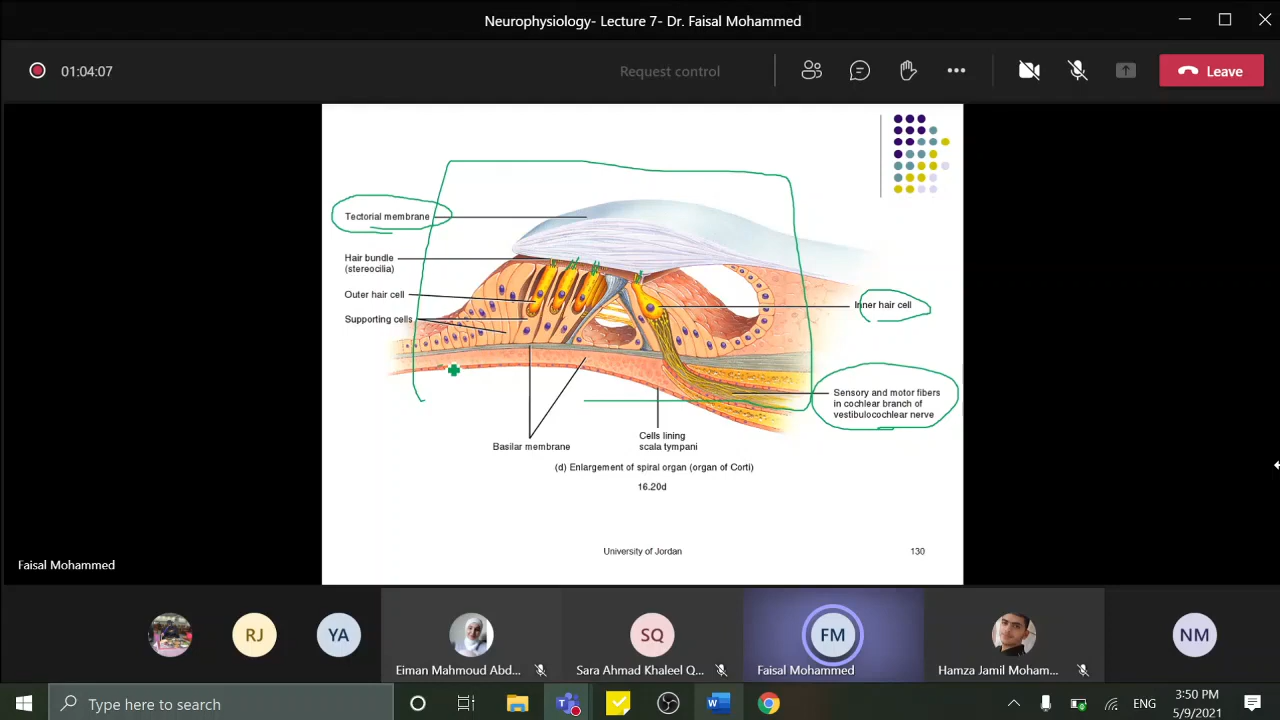 Neurophysiology- Lecture 7- Dr. Faisal Mohammed
01:04:07
Request control
Leave
Tectorial membrane
Hair bundle
(stereocilia)
Outer hair cell
Supporting cells
Inner hair cell
Sensory and motor fibers
in cochlear branch of
vestibulocochlear nerve
Basilar membrane
Cells lining
scala tympani
(d) Enlargement of spiral organ (organ of Corti)
16.20d
University of Jordan
130
Faisal Mohammed
RJ
YA
SQ
FM
NM
Eiman Mahmoud Abd...
Sara Ahmad Khaleel Q...
Faisal Mohammed
Hamza Jamil Moham...
Type here to search
ENG
3:50 PM
5/9/2021